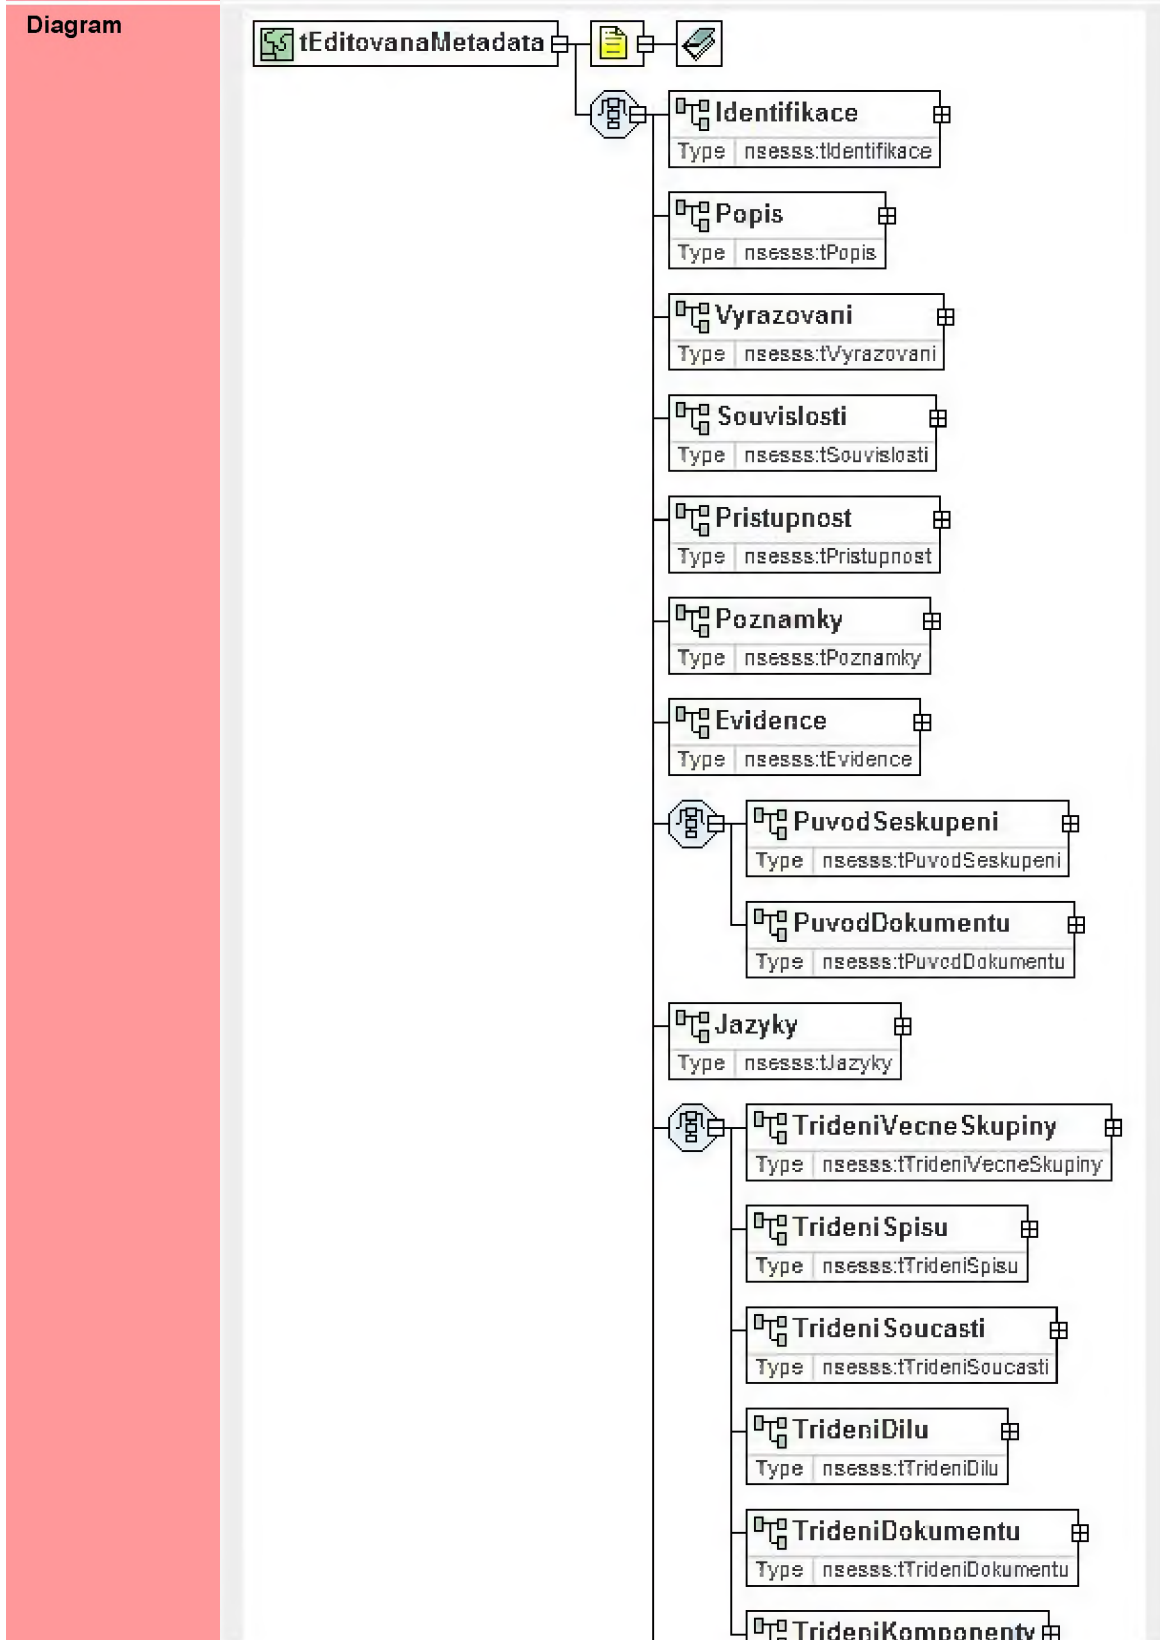 Diagram
tEditovanaMetadata
Identifikace
Type nsesss:tIdentifikace
Popis
Type nsesss:tPopis
Vyrazovani
Type nsesss:tVyrazovani
Souvislosti
Type nsesss:tSouvislosti
Pristupnost
Type nsesss:tPristupnost
Poznamky
Type nsesss:tPoznamky
Evidence
Type nsesss:tEvidence
PuvodSeskupeni
Type nsesss:tPuvodSeskupeni
PuvodDokumentu
Type nsesss:tPuvodDokumentu
Jazyky
Type nsesss:tJazyky
TrideniVecneSkupiny
Type nsesss:tTrideniVecneSkupiny
TrideniSpisu
Type nsesss:tTrideniSpisu
TrideniSoucasti
Type nsesss:tTrideniSoucasti
TrideniDilu
Type nsesss:tTrideniDilu
TrideniDokumentu
Type nsesss:tTrideniDokumentu
TrideniKomponenty